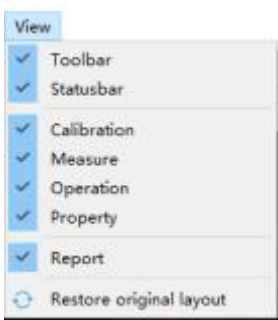 View
Toolbar
Statusbar
Calibration
Measure
Operation
Property
Report
Restore original layout